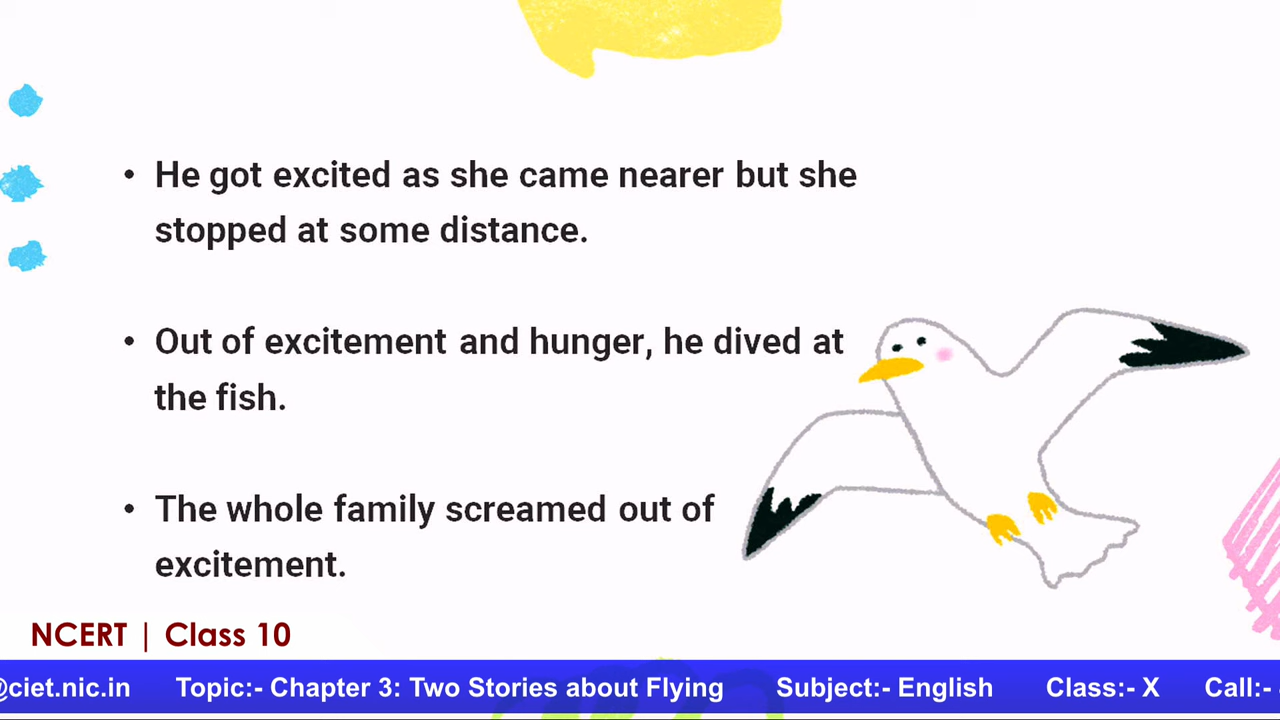 • He got excited as she came nearer but she
stopped at some distance.
• Out of excitement and hunger, he dived at
the fish.
• The whole family screamed out of
excitement.
NCERT | Class 10
@ciet.nic.in Topic:- Chapter 3: Two Stories about Flying Subject:- English Class:- X Call:-